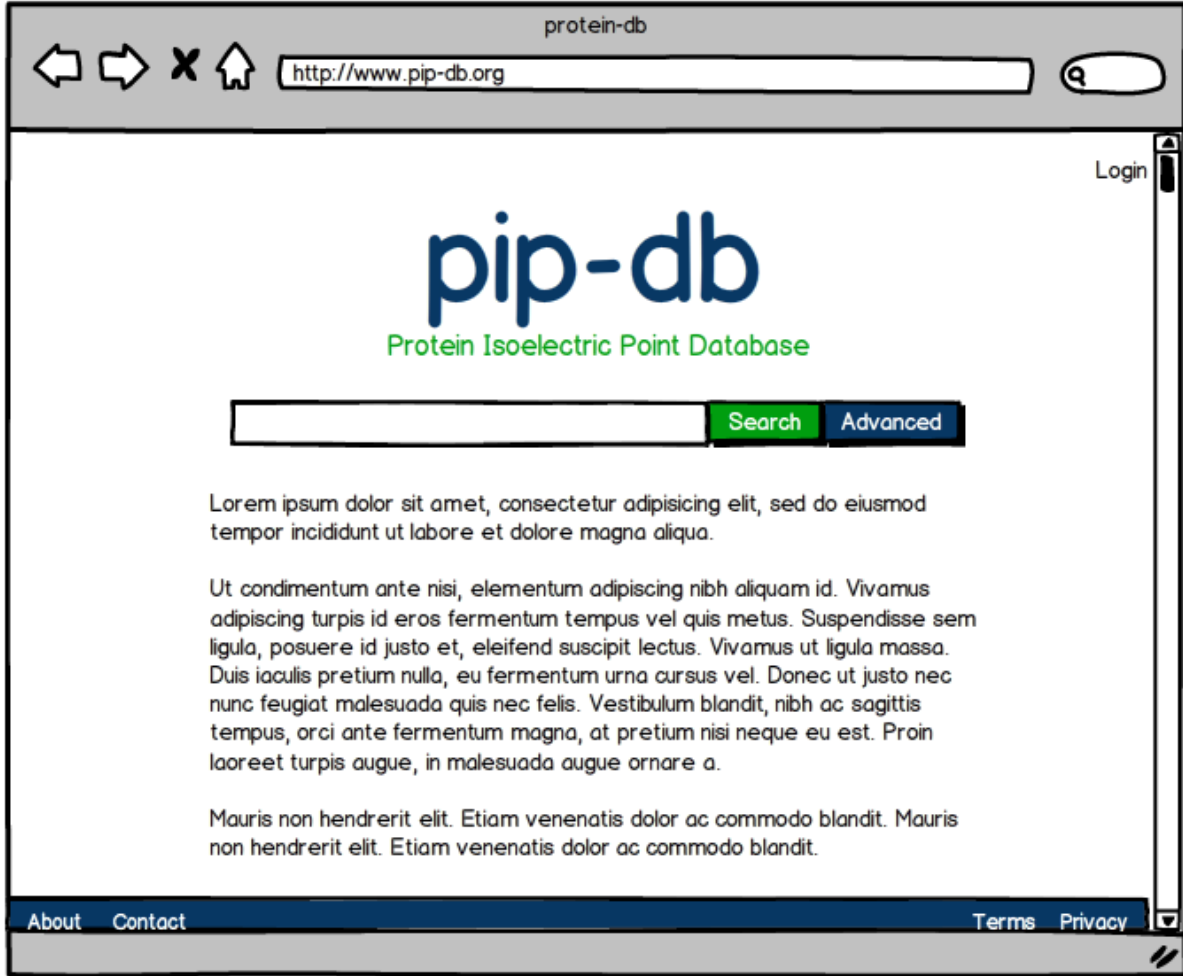 protein-db
http://www.pip-db.org
Login
pip-db
Protein Isoelectric Point Database
Search Advanced
Lorem ipsum dolor sit amet, consectetur adipisicing elit, sed do eiusmod
tempor incididunt ut labore et dolore magna aliqua.
Ut condimentum ante nisi, elementum adipiscing nibh aliquam id. Vivamus
adipiscing turpis id eros fermentum tempus vel quis metus. Suspendisse sem
ligula, posuere id justo et, eleifend suscipit lectus. Vivamus ut ligula massa.
Duis iaculis pretium nulla, eu fermentum urna cursus vel. Donec ut justo nec
nunc feugiat malesuada quis nec felis. Vestibulum blandit, nibh ac sagittis
tempus, orci ante fermentum magna, at pretium nisi neque eu est. Proin
laoreet turpis augue, in malesuada augue ornare a.
Mauris non hendrerit elit. Etiam venenatis dolor ac commodo blandit. Mauris
non hendrerit elit. Etiam venenatis dolor ac commodo blandit.
About Contact Terms Privacy